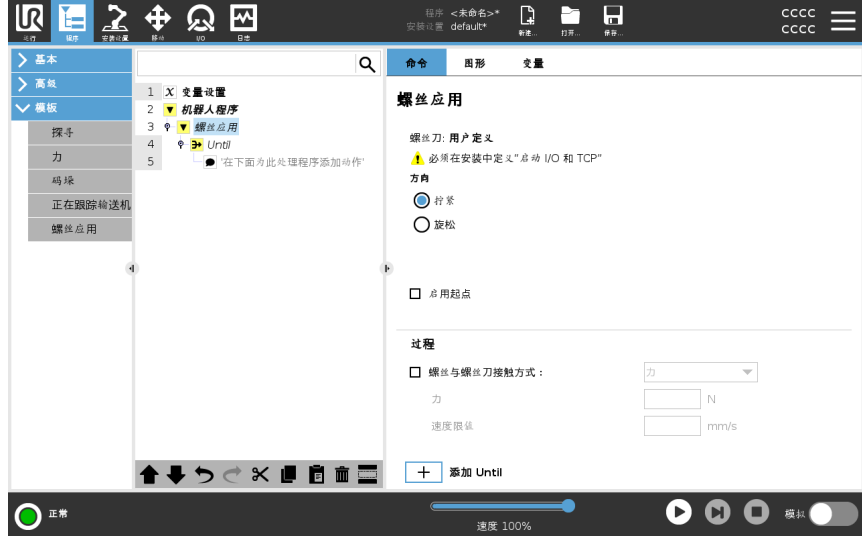 UR
运行
程序
安装设置
移动
I/O
日志
程序 <未命名>*
安装设置 default*
新建...
打开...
保存...
cccc
cccc
基本
高级
模板
探寻
力
码垛
正在跟踪输送机
螺丝应用
1 X 变量设置
2 机器人程序
3 螺丝应用
4 Until
5 '在下面为此处理程序添加动作'
命令 图形 变量
螺丝应用
螺丝刀: 用户定义
必须在安装中定义"启动 I/O 和 TCP"
方向
拧紧
旋松
启用起点
过程
螺丝与螺丝刀接触方式： 力
力 N
速度限值 mm/s
+ 添加 Until
正常
速度 100%
模拟